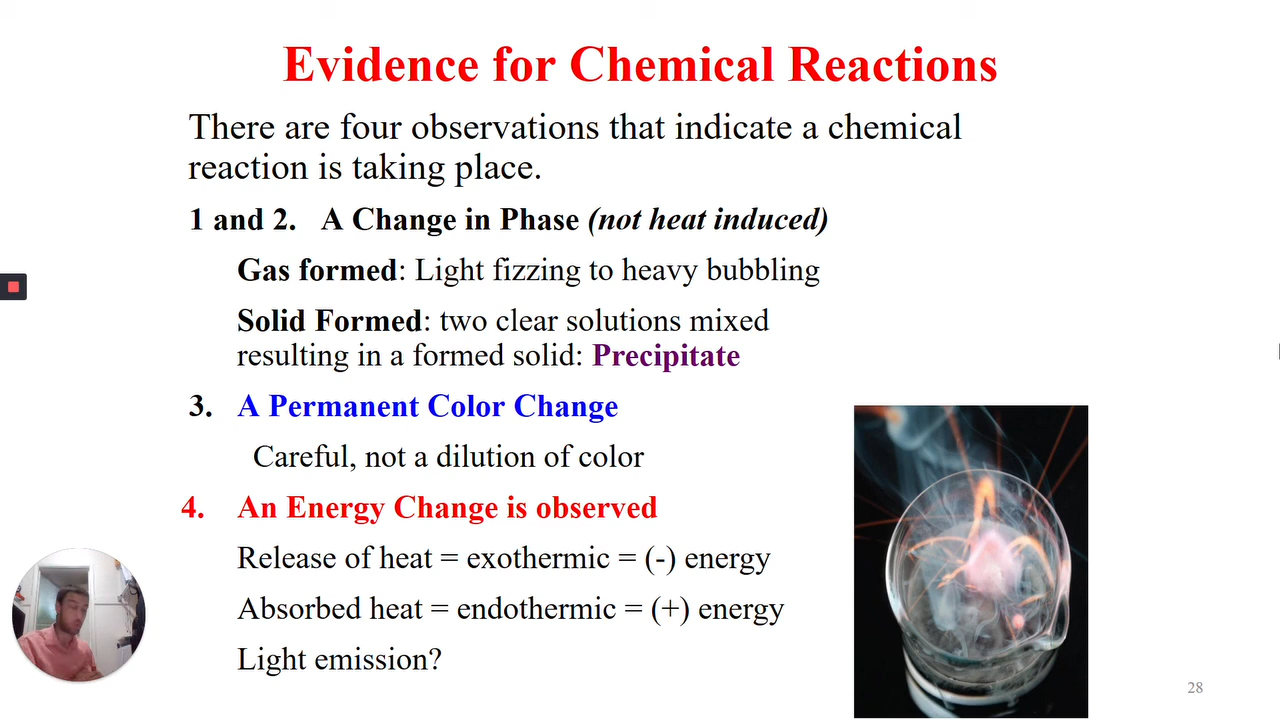 Evidence for Chemical Reactions
There are four observations that indicate a chemical
reaction is taking place.
1 and 2. A Change in Phase (not heat induced)
Gas formed: Light fizzing to heavy bubbling
Solid Formed: two clear solutions mixed
resulting in a formed solid: Precipitate
3. A Permanent Color Change
Careful, not a dilution of color
4. An Energy Change is observed
Release of heat = exothermic = (-) energy
Absorbed heat = endothermic = (+) energy
Light emission?
28